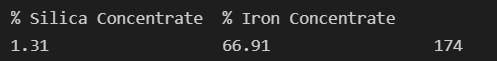 % Silica Concentrate  % Iron Concentrate
1.31                  66.91                174